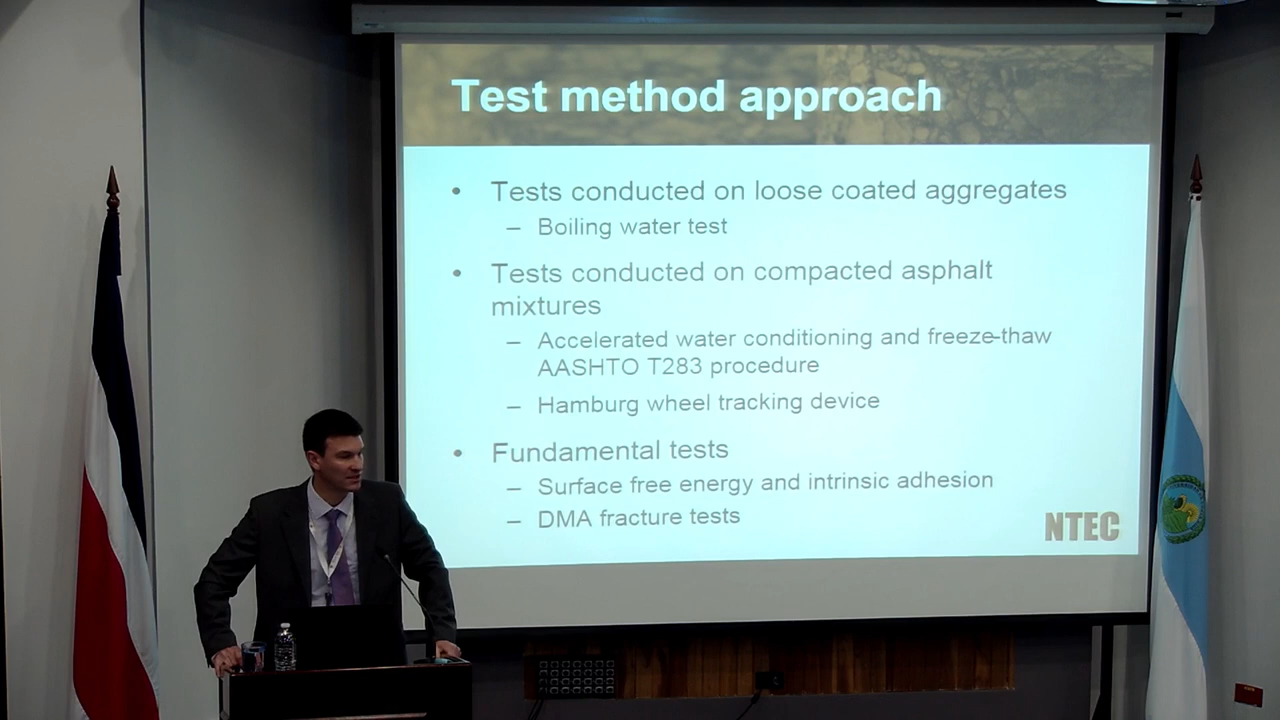 Test method approach
• Tests conducted on loose coated aggregates
– Boiling water test
• Tests conducted on compacted asphalt
mixtures
– Accelerated water conditioning and freeze-thaw
AASHTO T283 procedure
– Hamburg wheel tracking device
• Fundamental tests
– Surface free energy and intrinsic adhesion
– DMA fracture tests
NTEC